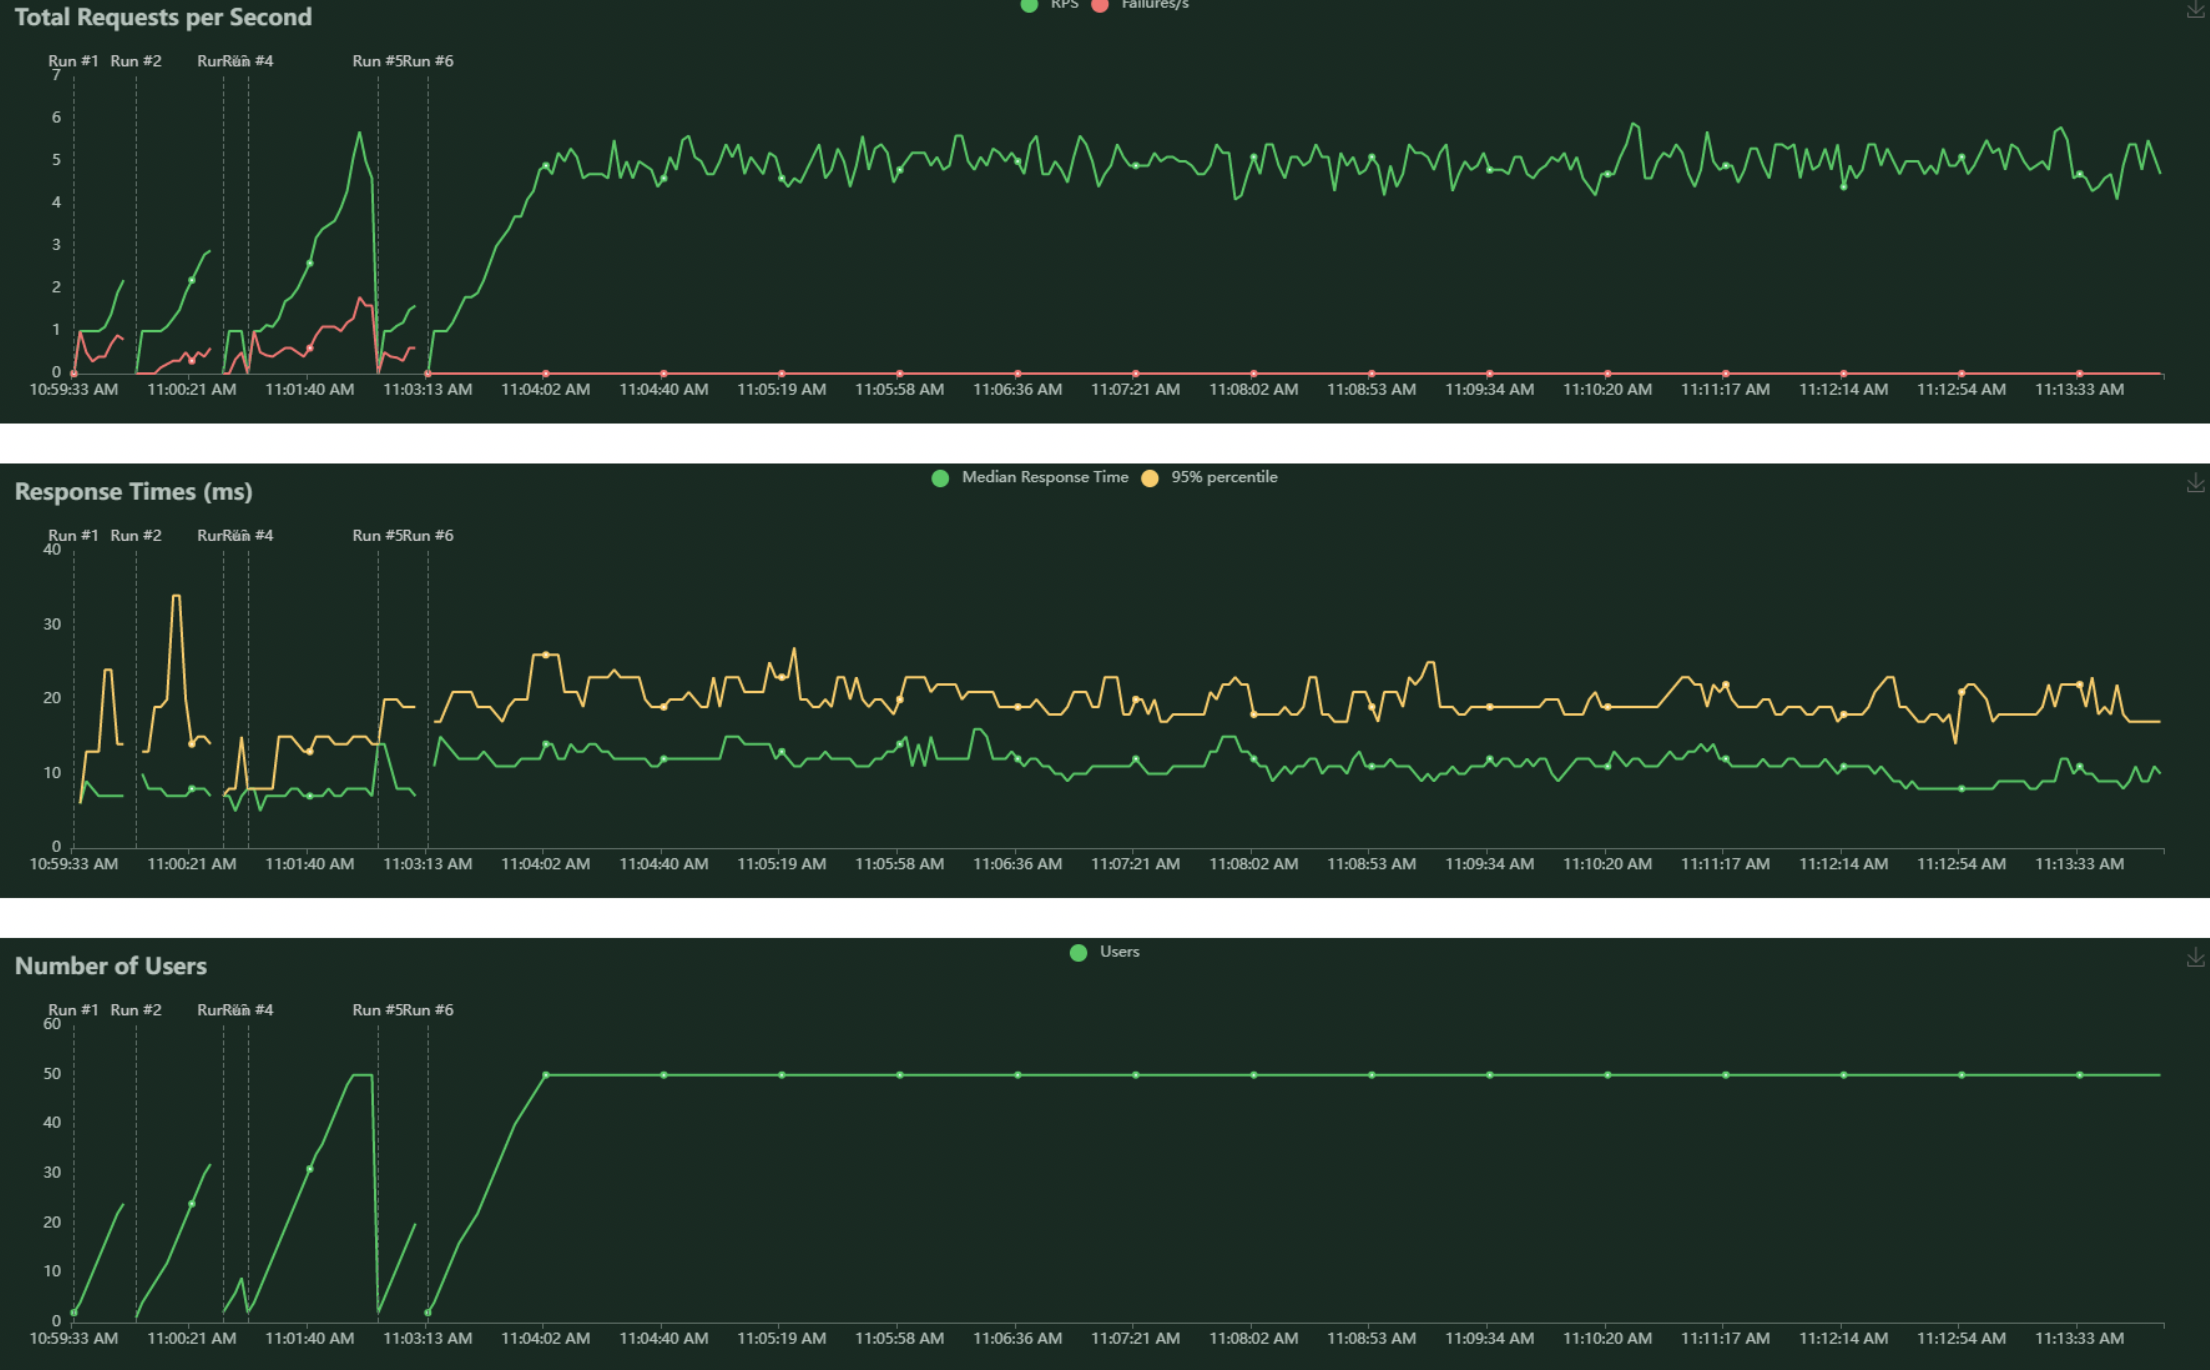 RPS Failures/s
Total Requests per Second
Run #1 Run #2 Run #4 Run #5 Run #6
7
6
5
4
3
2
1
0
10:59:33 AM 11:00:21 AM 11:01:40 AM 11:03:13 AM 11:04:02 AM 11:04:40 AM 11:05:19 AM 11:05:58 AM 11:06:36 AM 11:07:21 AM 11:08:02 AM 11:08:53 AM 11:09:34 AM 11:10:20 AM 11:11:17 AM 11:12:14 AM 11:12:54 AM 11:13:33 AM
Median Response Time 95% percentile
Response Times (ms)
Run #1 Run #2 Run #4 Run #5 Run #6
40
30
20
10
0
10:59:33 AM 11:00:21 AM 11:01:40 AM 11:03:13 AM 11:04:02 AM 11:04:40 AM 11:05:19 AM 11:05:58 AM 11:06:36 AM 11:07:21 AM 11:08:02 AM 11:08:53 AM 11:09:34 AM 11:10:20 AM 11:11:17 AM 11:12:14 AM 11:12:54 AM 11:13:33 AM
Users
Number of Users
Run #1 Run #2 Run #4 Run #5 Run #6
60
50
40
30
20
10
0
10:59:33 AM 11:00:21 AM 11:01:40 AM 11:03:13 AM 11:04:02 AM 11:04:40 AM 11:05:19 AM 11:05:58 AM 11:06:36 AM 11:07:21 AM 11:08:02 AM 11:08:53 AM 11:09:34 AM 11:10:20 AM 11:11:17 AM 11:12:14 AM 11:12:54 AM 11:13:33 AM